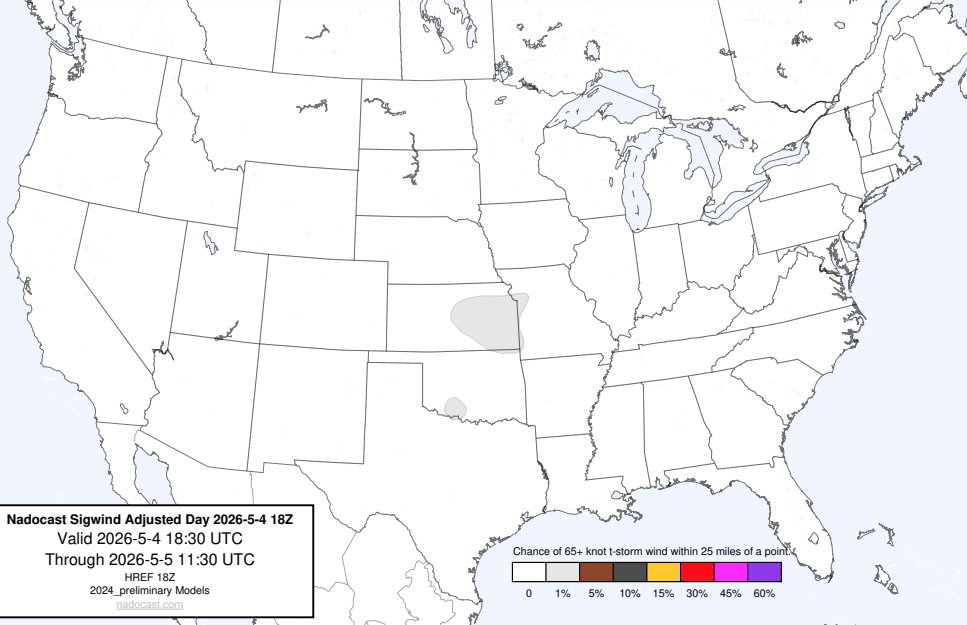 Nadocast Sigwind Adjusted Day 2026-5-4 18Z
Valid 2026-5-4 18:30 UTC
Through 2026-5-5 11:30 UTC
HREF 18Z
2024_preliminary Models
nadocast.com
Chance of 65+ knot t-storm wind within 25 miles of a point.
0 1% 5% 10% 15% 30% 45% 60%